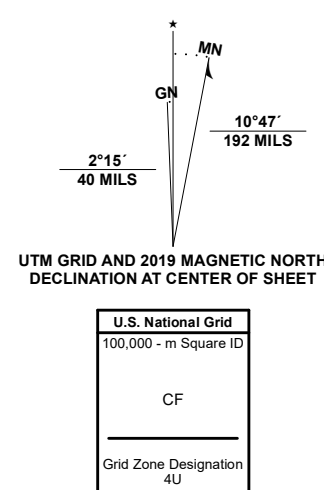 ★
MN
GN
10°47´
192 MILS
2°15´
40 MILS
UTM GRID AND 2019 MAGNETIC NORTH
DECLINATION AT CENTER OF SHEET
U.S. National Grid
100,000 - m Square ID
CF
Grid Zone Designation
4U